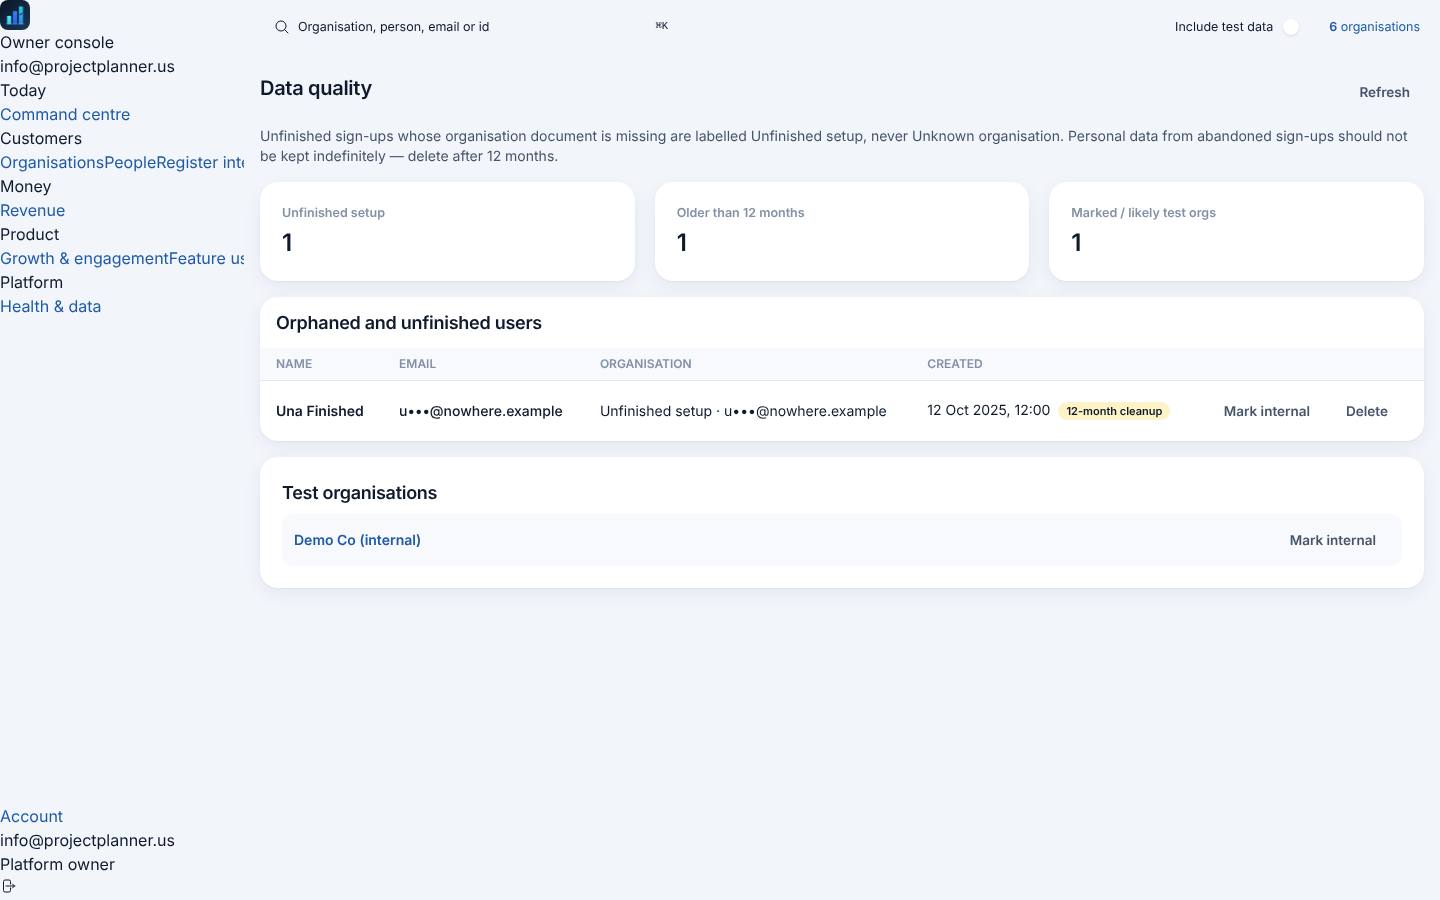 Owner console
info@projectplanner.us
Today
Command centre
Customers
OrganisationsPeopleRegister inte
Money
Revenue
Product
Growth & engagementFeature us
Platform
Health & data
Account
info@projectplanner.us
Platform owner
Organisation, person, email or id ⌘K Include test data 6 organisations
Data quality Refresh
Unfinished sign-ups whose organisation document is missing are labelled Unfinished setup, never Unknown organisation. Personal data from abandoned sign-ups should not
be kept indefinitely — delete after 12 months.
Unfinished setup Older than 12 months Marked / likely test orgs
1 1 1
Orphaned and unfinished users
NAME EMAIL ORGANISATION CREATED
Una Finished u•••@nowhere.example Unfinished setup · u•••@nowhere.example 12 Oct 2025, 12:00 12-month cleanup Mark internal Delete
Test organisations
Demo Co (internal) Mark internal